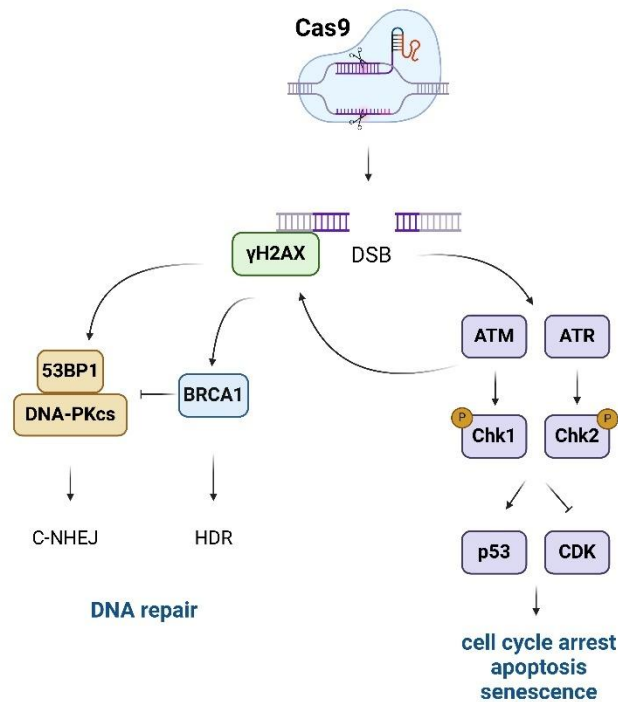 Cas9
γH2AX
DSB
ATM
ATR
53BP1
DNA-PKcs
BRCA1
P
Chk1
Chk2
P
C-NHEJ
HDR
p53
CDK
DNA repair
cell cycle arrest
apoptosis
senescence